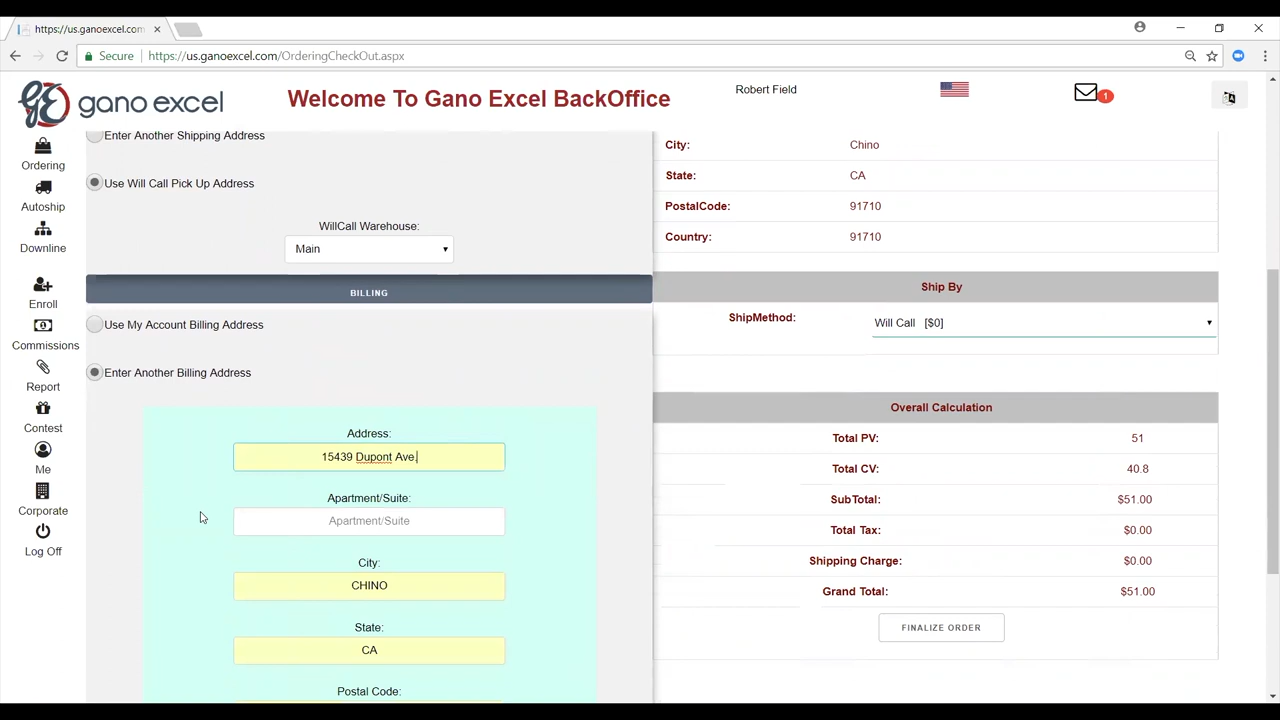 https://us.ganoexcel.com
Secure https://us.ganoexcel.com/OrderingCheckOut.aspx
GE gano excel
Welcome To Gano Excel BackOffice
Robert Field
1
Ordering
Autoship
Downline
Enroll
Commissions
Report
Contest
Me
Corporate
Log Off
Enter Another Shipping Address
Use Will Call Pick Up Address
WillCall Warehouse:
Main
BILLING
Use My Account Billing Address
Enter Another Billing Address
Address:
15439 Dupont Ave.
Apartment/Suite:
Apartment/Suite
City:
CHINO
State:
CA
Postal Code:
City: Chino
State: CA
PostalCode: 91710
Country: 91710
Ship By
ShipMethod: Will Call [$0]
Overall Calculation
Total PV: 51
Total CV: 40.8
SubTotal: $51.00
Total Tax: $0.00
Shipping Charge: $0.00
Grand Total: $51.00
FINALIZE ORDER